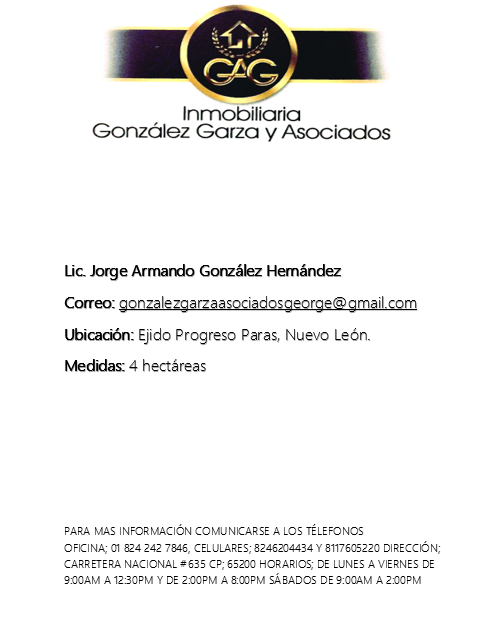 GAG
Inmobiliaria
González Garza y Asociados
Lic. Jorge Armando González Hernández
Correo: gonzalezgarzaasociadosgeorge@gmail.com
Ubicación: Ejido Progreso Paras, Nuevo León.
Medidas: 4 hectáreas
PARA MAS INFORMACIÓN COMUNICARSE A LOS TÉLEFONOS
OFICINA; 01 824 242 7846, CELULARES; 8246204434 Y 8117605220 DIRECCIÓN;
CARRETERA NACIONAL #635 CP; 65200 HORARIOS; DE LUNES A VIERNES DE
9:00AM A 12:30PM Y DE 2:00PM A 8:00PM SÁBADOS DE 9:00AM A 2:00PM